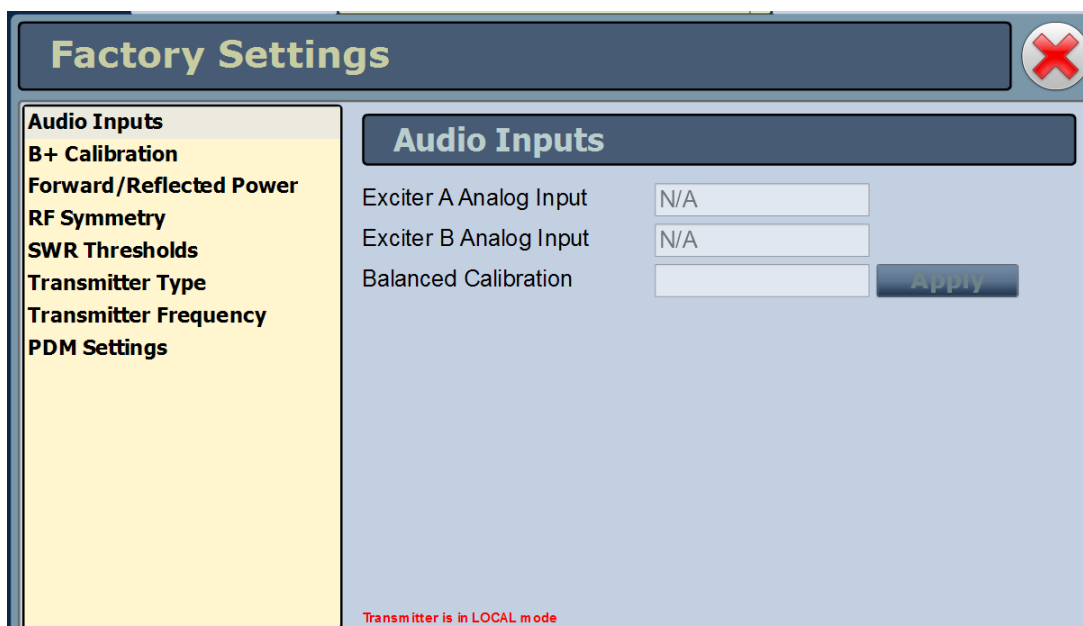 Factory Settings
Audio Inputs
B+ Calibration
Forward/Reflected Power
RF Symmetry
SWR Thresholds
Transmitter Type
Transmitter Frequency
PDM Settings
Audio Inputs
Exciter A Analog Input N/A
Exciter B Analog Input N/A
Balanced Calibration Apply
Transmitter is in LOCAL mode